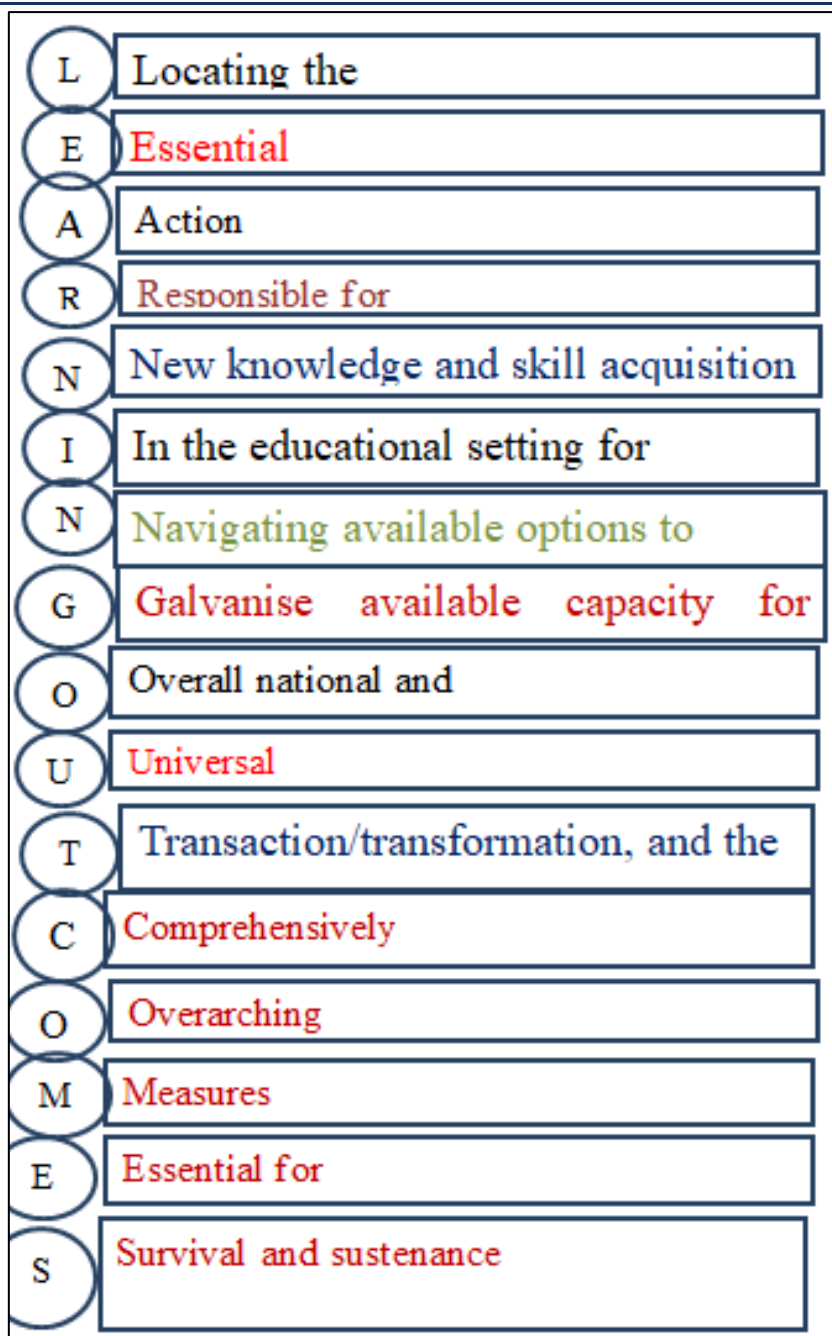 L Locating the
E Essential
A Action
R Responsible for
N New knowledge and skill acquisition
I In the educational setting for
N Navigating available options to
G Galvanise available capacity for
O Overall national and
U Universal
T Transaction/transformation, and the
C Comprehensively
O Overarching
M Measures
E Essential for
S Survival and sustenance